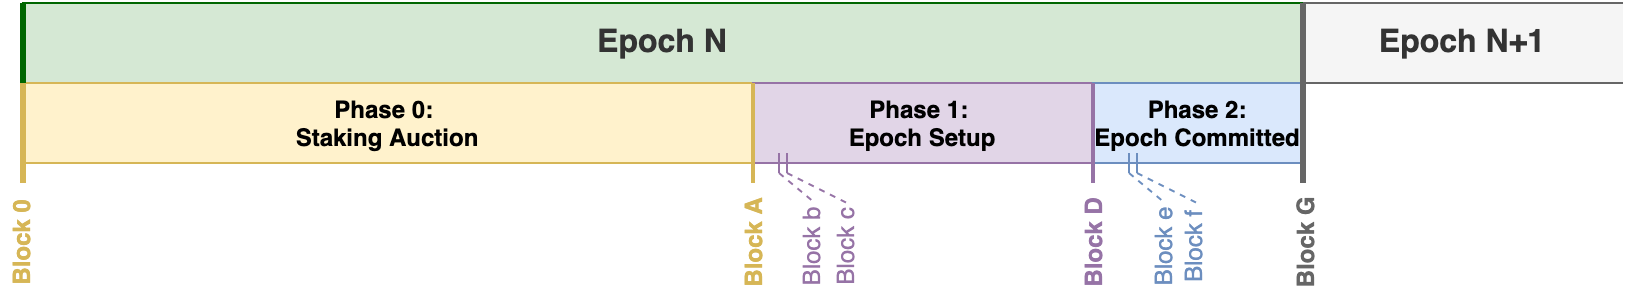 Epoch N
Epoch N+1
Phase 0:
Staking Auction
Phase 1:
Epoch Setup
Phase 2:
Epoch Committed
Block 0
Block A
Block b
Block c
Block D
Block e
Block f
Block G